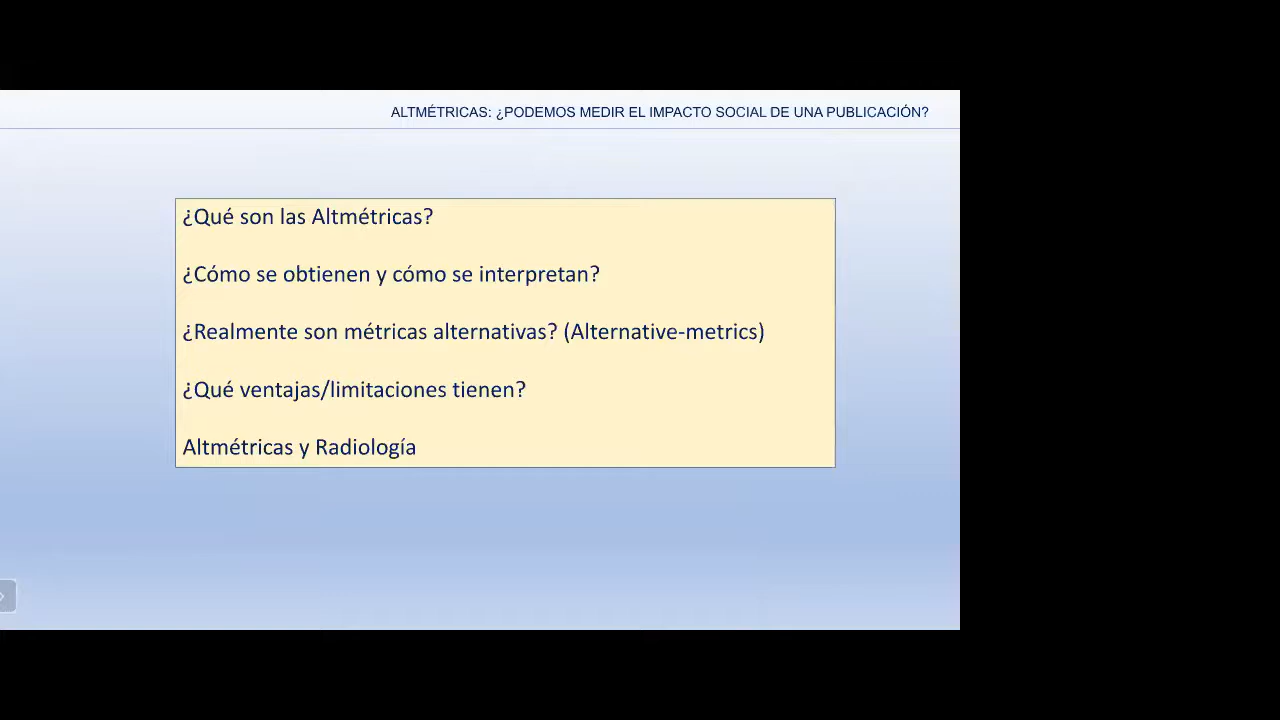 ALTMÉTRICAS: ¿PODEMOS MEDIR EL IMPACTO SOCIAL DE UNA PUBLICACIÓN?
¿Qué son las Altmétricas?
¿Cómo se obtienen y cómo se interpretan?
¿Realmente son métricas alternativas? (Alternative-metrics)
¿Qué ventajas/limitaciones tienen?
Altmétricas y Radiología